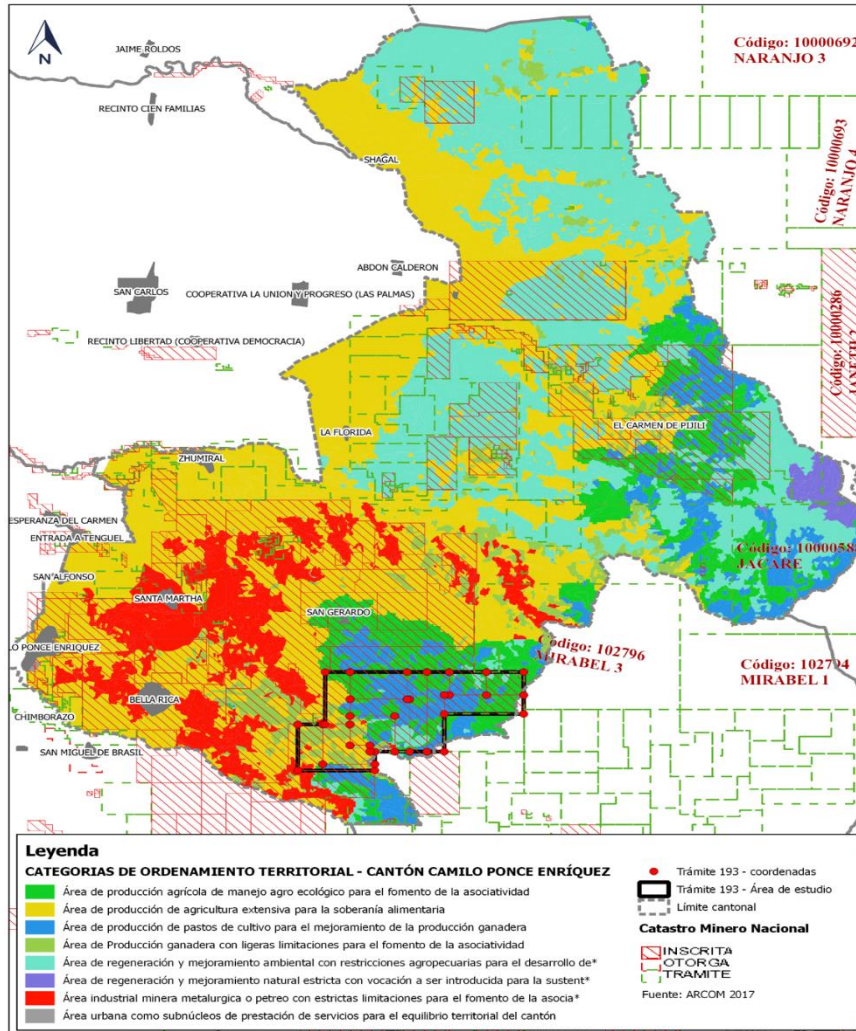 N
JAIME ROLDOS
RECINTO CIEN FAMILIAS
SHAGAL
Código: 10000692
NARANJO 3
Código: 10000693
NARANJO 4
ABDON CALDERON
SAN CARLOS
COOPERATIVA LA UNION Y PROGRESO (LAS PALMAS)
Código: 10000286
JANETH 2
RECINTO LIBERTAD (COOPERATIVA DEMOCRACIA)
LA FLORIDA
EL CARMEN DE PIJILI
ZHUMIRAL
ESPERANZA DEL CARMEN
ENTRADA A TENGUEL
SAN ALFONSO
SANTA MARTHA
SAN GERARDO
Código: 1000058
JACARE
LO PONCE ENRIQUEZ
Código: 102796
MIRABEL 3
Código: 102794
MIRABEL 1
BELLA RICA
CHIMBORAZO
SAN MIGUEL DE BRASIL
Leyenda
CATEGORIAS DE ORDENAMIENTO TERRITORIAL - CANTÓN CAMILO PONCE ENRÍQUEZ
Área de producción agrícola de manejo agro ecológico para el fomento de la asociatividad
Área de producción de agricultura extensiva para la soberanía alimentaria
Área de producción de pastos de cultivo para el mejoramiento de la producción ganadera
Área de Producción ganadera con ligeras limitaciones para el fomento de la asociatividad
Área de regeneración y mejoramiento ambiental con restricciones agropecuarias para el desarrollo de*
Área de regeneración y mejoramiento natural estricta con vocación a ser introducida para la sustent*
Área industrial minera metalurgica o petreo con estrictas limitaciones para el fomento de la asocia*
Área urbana como subnúcleos de prestación de servicios para el equilibrio territorial del cantón
Trámite 193 - coordenadas
Trámite 193 - Área de estudio
Límite cantonal
Catastro Minero Nacional
INSCRITA
OTORGA
TRAMITE
Fuente: ARCOM 2017